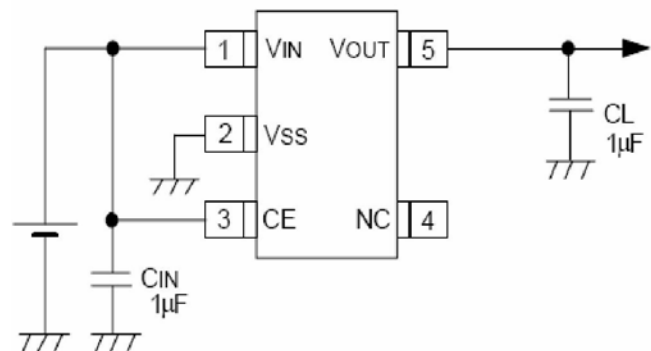 1 VIN VOUT 5
2 VSS
3 CE NC 4
CL
1μF
CIN
1μF